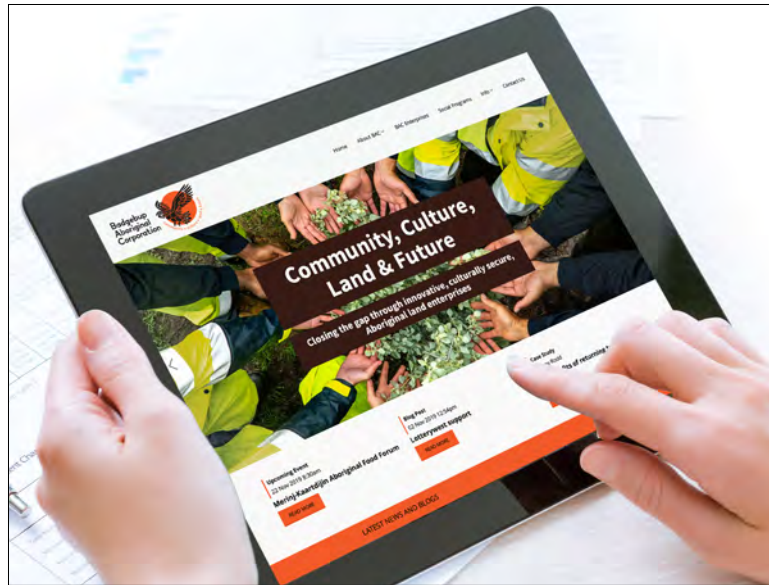 Home About BAC Enterprises Social Programs Info Contact Us
Badgebup
Aboriginal
Corporation
Community, Culture,
Land & Future
Closing the gap through innovative, culturally secure,
Aboriginal land enterprises
Upcoming Event
22 Nov 2019 8:30am
Merinj-Kaartdijin Aboriginal Food Forum
READ MORE
Blog Post
02 Nov 2019 12:54pm
Lotterywest support
READ MORE
Case Study
of returning
LATEST NEWS AND BLOGS